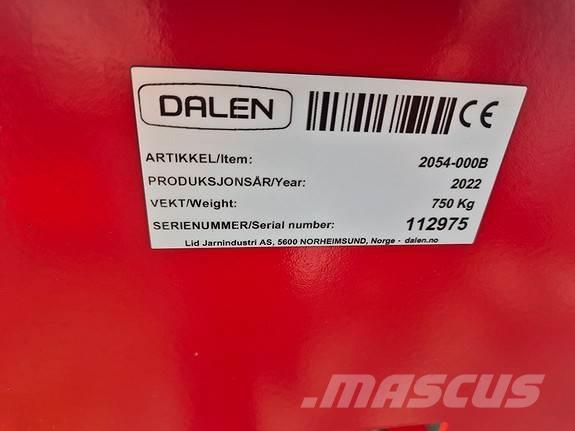 DALEN CE
ARTIKKEL/Item: 2054-000B
PRODUKSJONSÅR/Year: 2022
VEKT/Weight: 750 Kg
SERIENUMMER/Serial number: 112975
Lid Jarnindustri AS, 5600 NORHEIMSUND, Norge - dalen.no
MASCUS